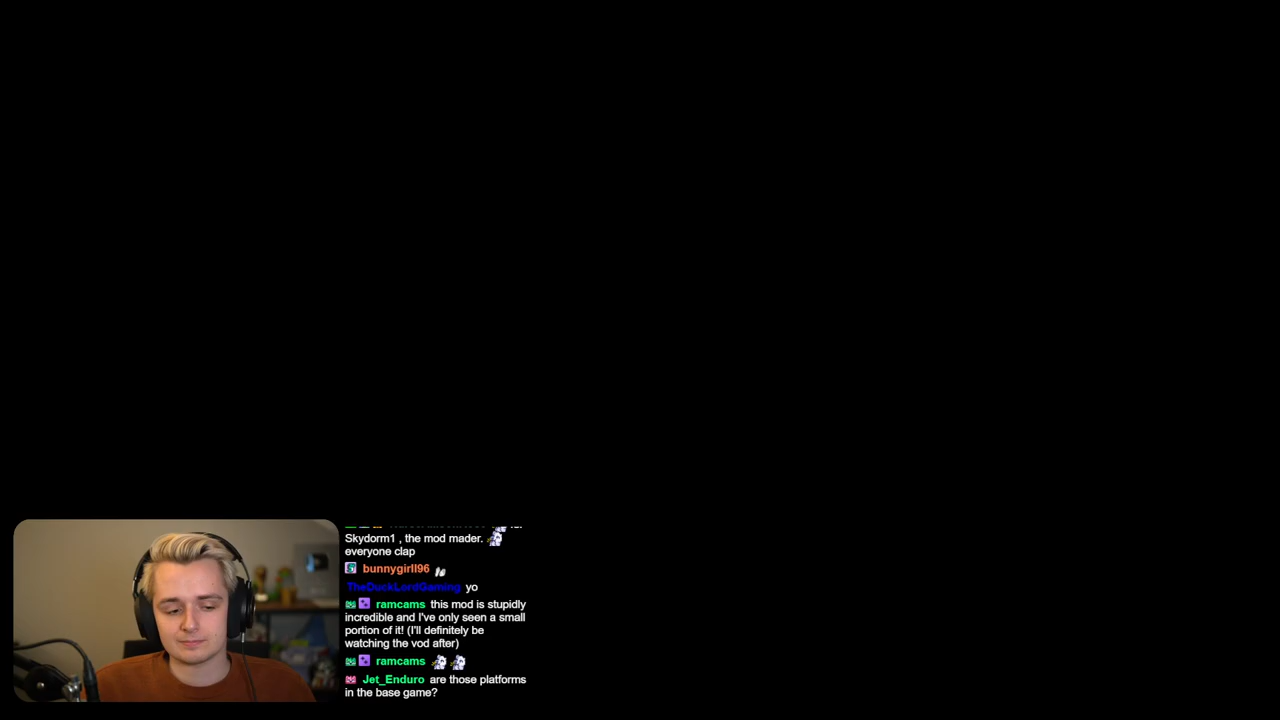 Skydorm1 , the mod mader.
everyone clap
bunnygirll96
TheDuckLordGaming yo
ramcams this mod is stupidly
incredible and I've only seen a small
portion of it! (I'll definitely be
watching the vod after)
ramcams
Jet_Enduro are those platforms
in the base game?